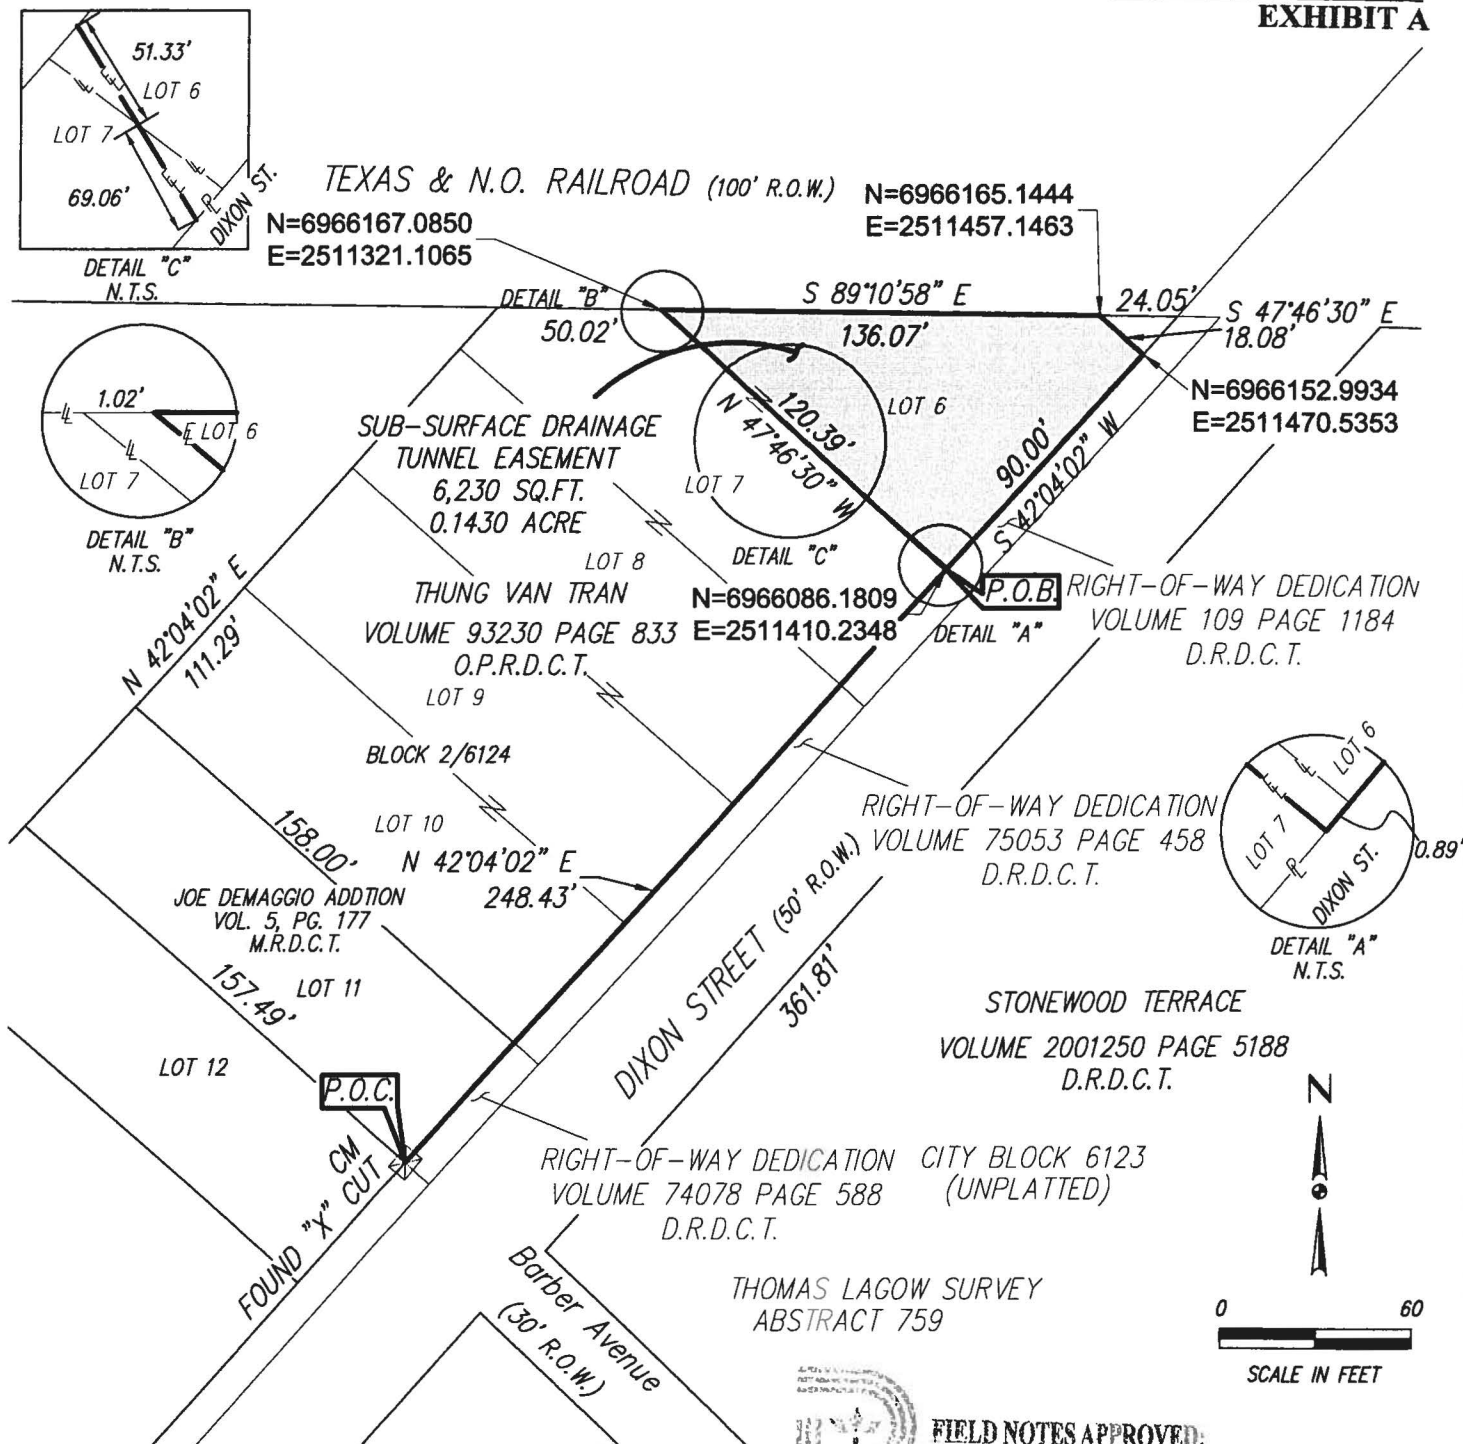 EXHIBIT A
51.33'
LOT 6
LOT 7
69.06'
DIXON ST.
DETAIL "C"
N.T.S.
TEXAS & N.O. RAILROAD (100' R.O.W.)
N=6966167.0850
E=2511321.1065
N=6966165.1444
E=2511457.1463
DETAIL "B"
50.02'
S 89°10'58" E
136.07'
24.05'
S 47°46'30" E
18.08'
N=6966152.9934
E=2511470.5353
1.02'
LOT 6
LOT 7
DETAIL "B"
N.T.S.
SUB-SURFACE DRAINAGE
TUNNEL EASEMENT
6,230 SQ.FT.
0.1430 ACRE
120.39'
N 47°46'30" W
LOT 6
LOT 7
90.00'
S 42°04'02" W
DETAIL "C"
LOT 8
THUNG VAN TRAN
VOLUME 93230 PAGE 833
O.P.R.D.C.T.
N=6966086.1809
E=2511410.2348
P.O.B.
DETAIL "A"
RIGHT-OF-WAY DEDICATION
VOLUME 109 PAGE 1184
D.R.D.C.T.
N 42°04'02" E
111.29'
LOT 9
BLOCK 2/6124
LOT 10
N 42°04'02" E
248.43'
158.00'
JOE DEMAGGIO ADDTION
VOL. 5, PG. 177
M.R.D.C.T.
RIGHT-OF-WAY DEDICATION
VOLUME 75053 PAGE 458
D.R.D.C.T.
LOT 6
LOT 7
DIXON ST.
0.89'
DETAIL "A"
N.T.S.
157.49'
LOT 11
LOT 12
DIXON STREET (50' R.O.W.)
361.81'
STONEWOOD TERRACE
VOLUME 2001250 PAGE 5188
D.R.D.C.T.
P.O.C.
CM
FOUND "X" CUT
RIGHT-OF-WAY DEDICATION
VOLUME 74078 PAGE 588
D.R.D.C.T.
CITY BLOCK 6123
(UNPLATTED)
N
Barber Avenue
(30' R.O.W.)
THOMAS LAGOW SURVEY
ABSTRACT 759
0 60
SCALE IN FEET
FIELD NOTES APPROVED: